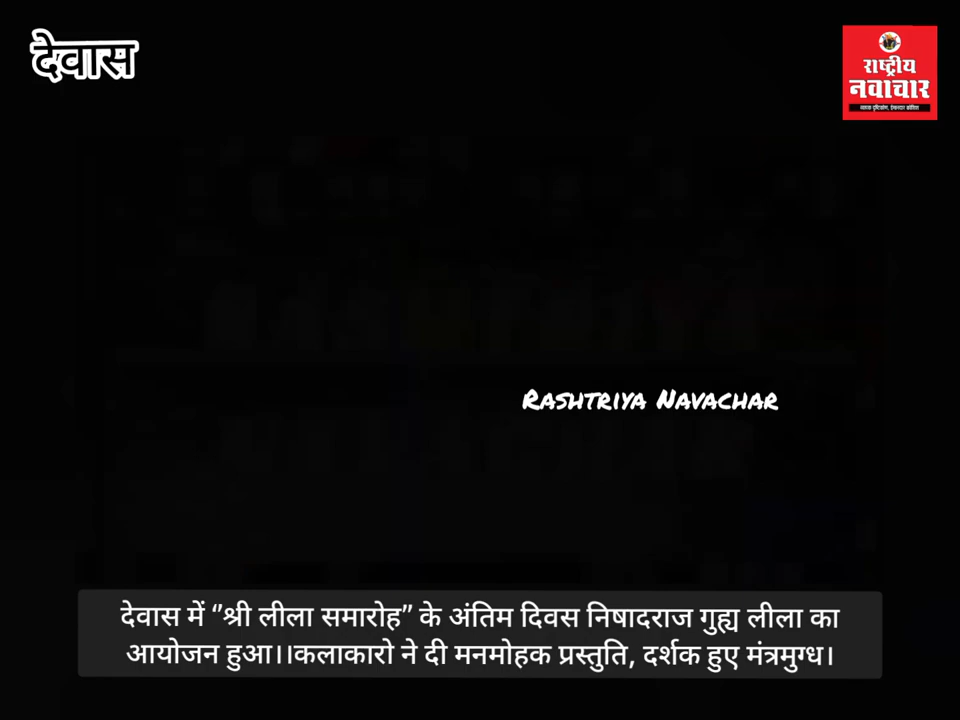 देवास
राष्ट्रीय
नवाचार
Rashtriya Navachar
देवास में “श्री लीला समारोह” के अंतिम दिवस निषादराज गुह्य लीला का
आयोजन हुआ।।कलाकारो ने दी मनमोहक प्रस्तुति, दर्शक हुए मंत्रमुग्ध।